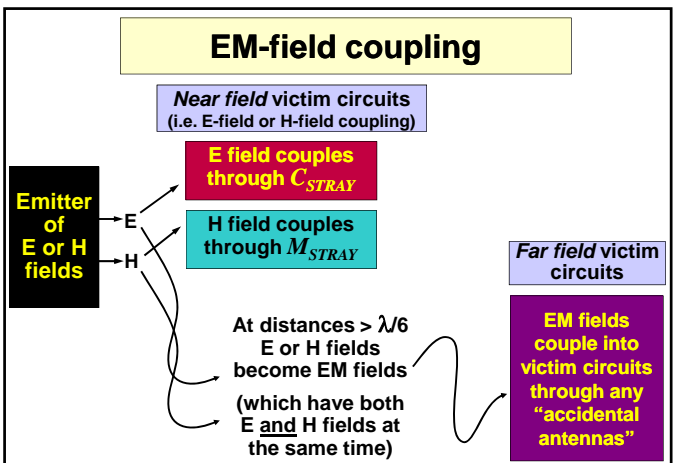 EM-field coupling
Near field victim circuits
(i.e. E-field or H-field coupling)
E field couples
through C_STRAY
Emitter
of
E or H
fields
E
H
H field couples
through M_STRAY
Far field victim
circuits
At distances > λ/6
E or H fields
become EM fields
(which have both
E and H fields at
the same time)
EM fields
couple into
victim circuits
through any
“accidental
antennas”